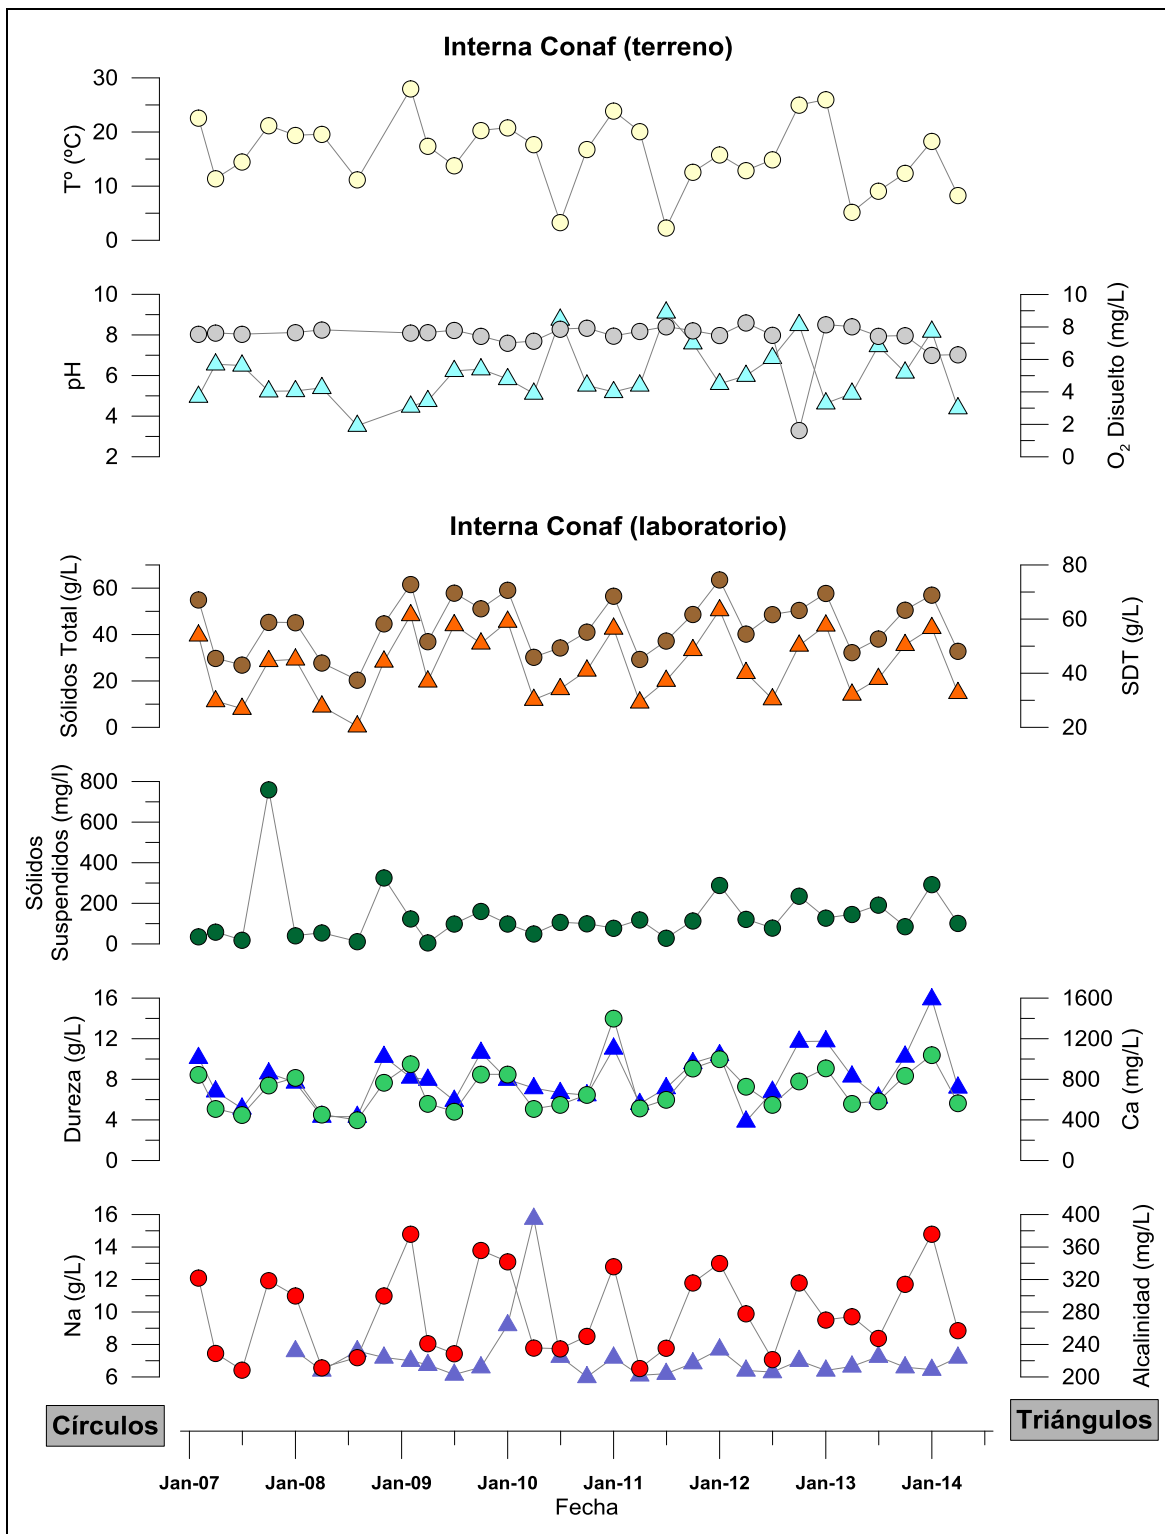 Interna Conaf (terreno)
30
20
10
0
Tº (ºC)
10
8
6
4
2
pH
10
8
6
4
2
0
O2 Disuelto (mg/L)
Interna Conaf (laboratorio)
60
40
20
0
Sólidos Total (g/L)
80
60
40
20
SDT (g/L)
800
600
400
200
0
Sólidos
Suspendidos (mg/l)
16
12
8
4
0
Dureza (g/L)
1600
1200
800
400
0
Ca (mg/L)
16
14
12
10
8
6
Na (g/L)
400
360
320
280
240
200
Alcalinidad (mg/L)
Círculos
Triángulos
Jan-07 Jan-08 Jan-09 Jan-10 Jan-11 Jan-12 Jan-13 Jan-14
Fecha